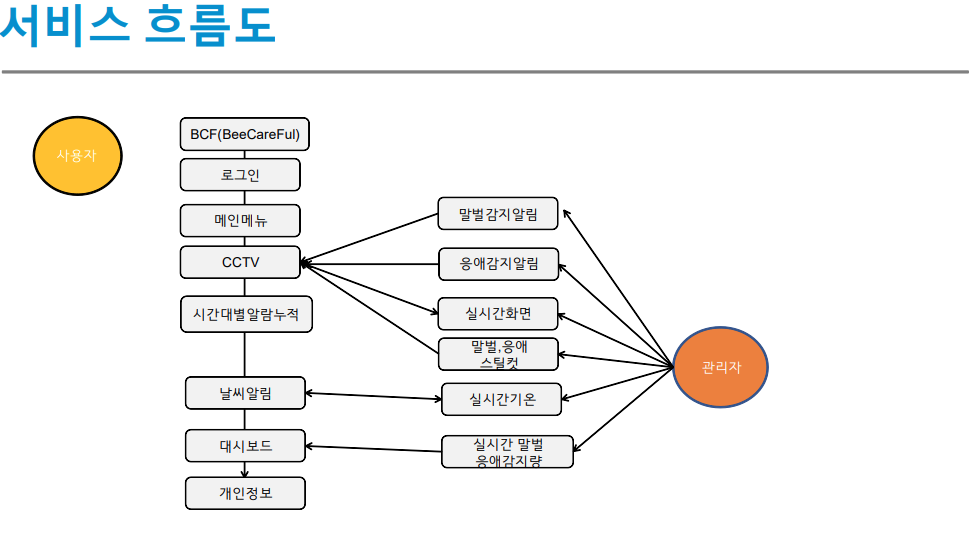 서비스 흐름도
사용자
BCF(BeeCareFul)
로그인
메인메뉴
CCTV
시간대별알람누적
날씨알림
대시보드
개인정보
말벌감지알림
응애감지알림
실시간화면
말벌,응애
스틸컷
실시간기온
실시간 말벌
응애감지량
관리자